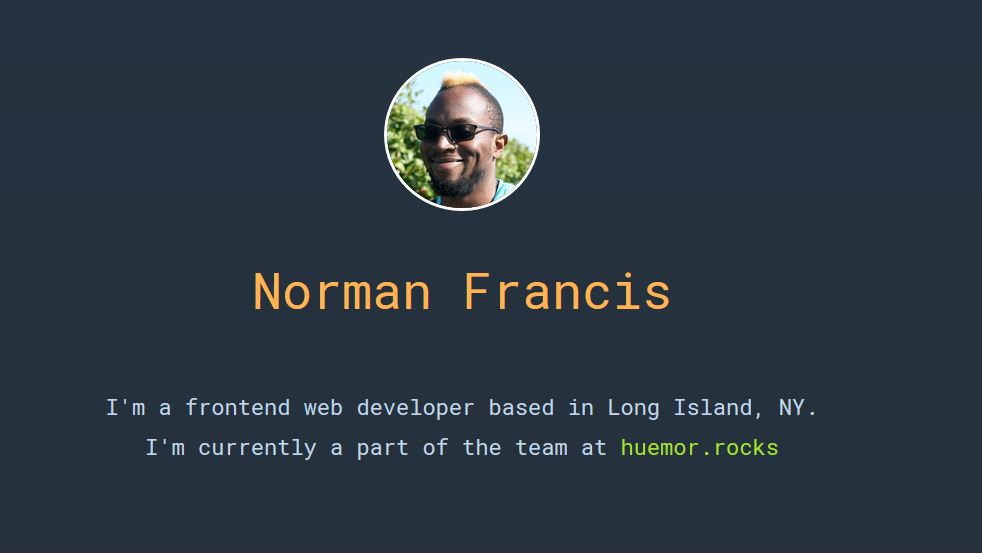 Norman Francis
I'm a frontend web developer based in Long Island, NY.
I'm currently a part of the team at huemor.rocks